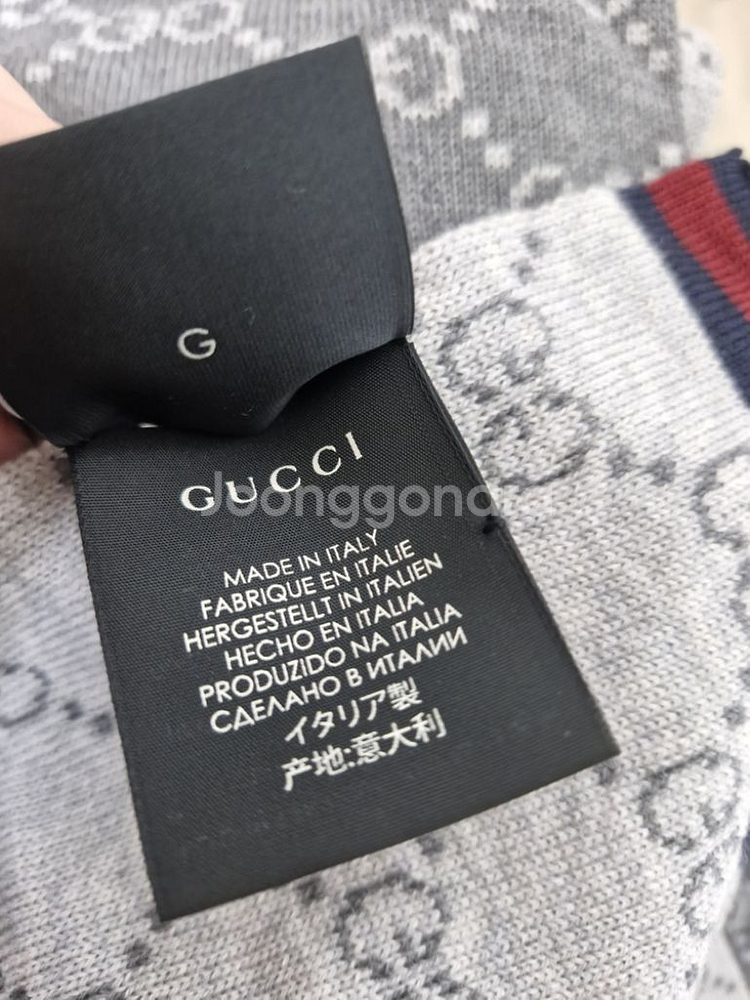 G
GUCCI
Joonggona
MADE IN ITALY
FABRIQUE EN ITALIE
HERGESTELLT IN ITALIEN
HECHO EN ITALIA
PRODUZIDO NA ITALIA
СДЕЛАНО В ИТАЛИИ
イタリア製
产地:意大利